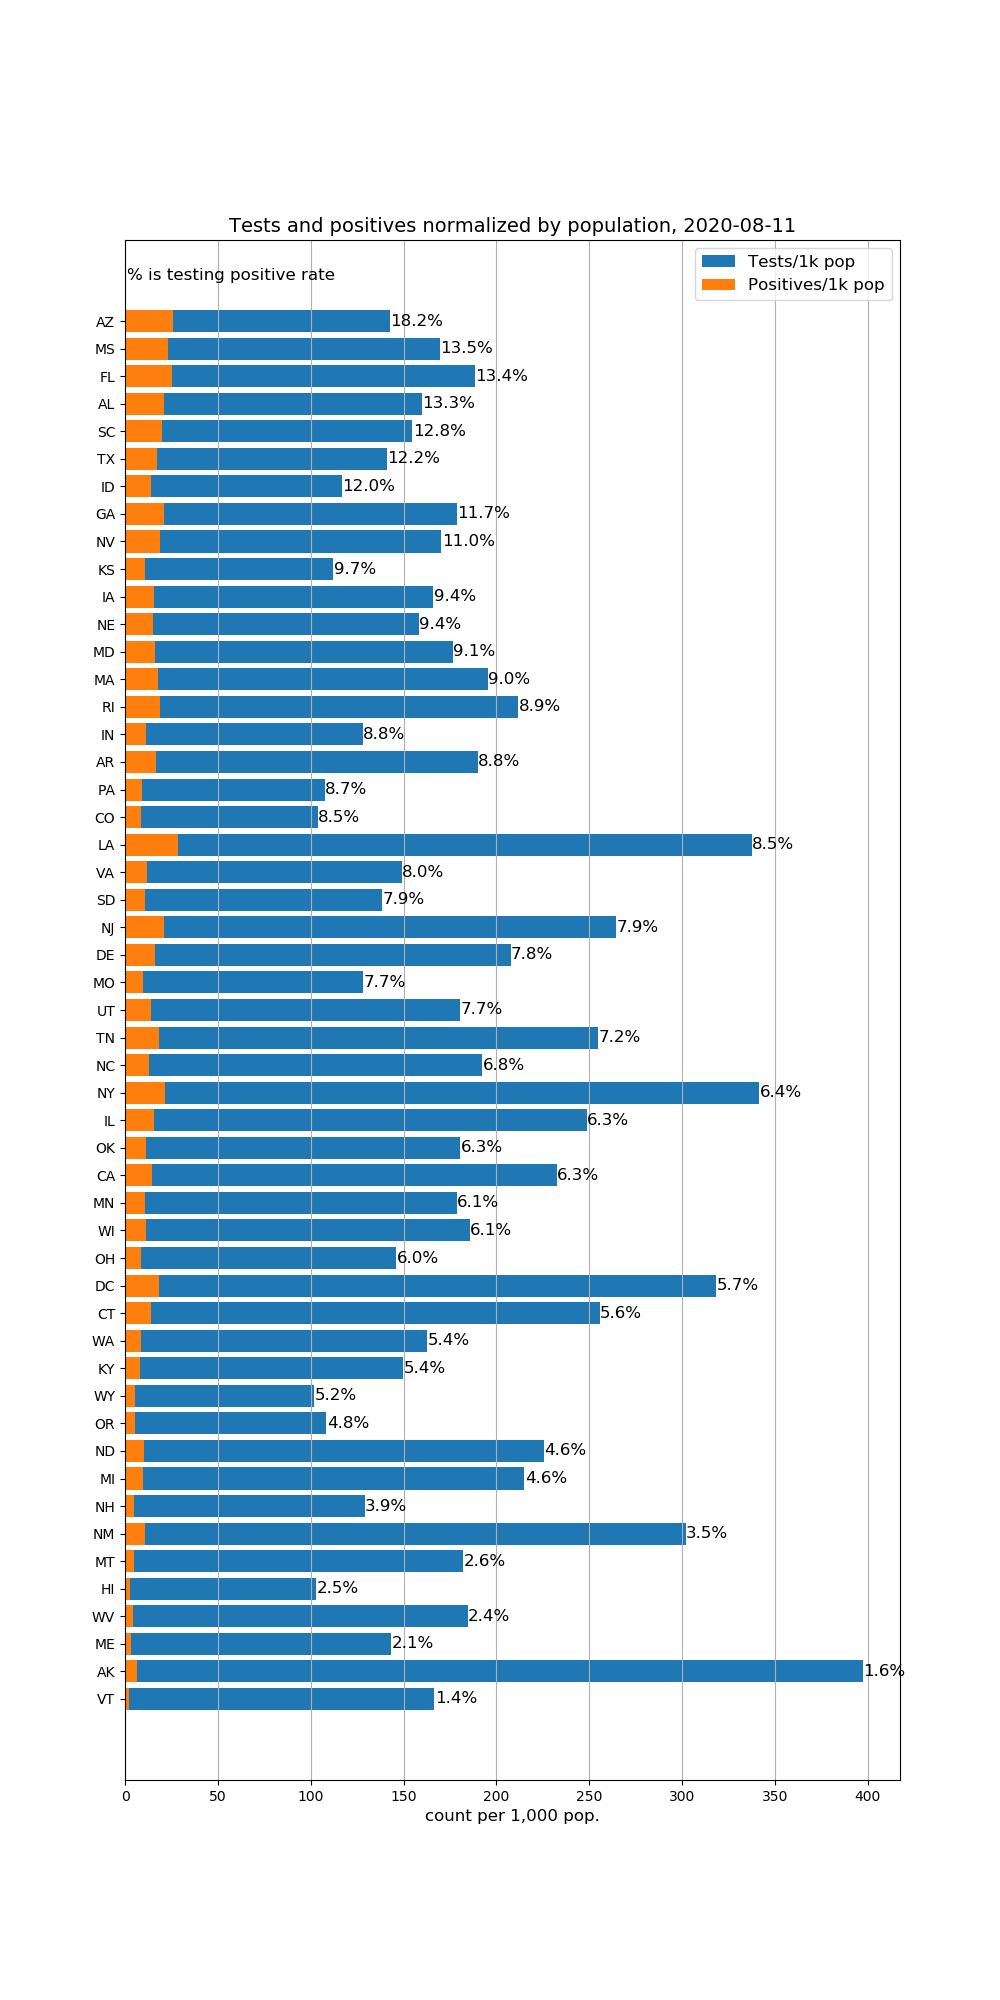 Tests and positives normalized by population, 2020-08-11
% is testing positive rate
Tests/1k pop
Positives/1k pop
AZ 18.2%
MS 13.5%
FL 13.4%
AL 13.3%
SC 12.8%
TX 12.2%
ID 12.0%
GA 11.7%
NV 11.0%
KS 9.7%
IA 9.4%
NE 9.4%
MD 9.1%
MA 9.0%
RI 8.9%
IN 8.8%
AR 8.8%
PA 8.7%
CO 8.5%
LA 8.5%
VA 8.0%
SD 7.9%
NJ 7.9%
DE 7.8%
MO 7.7%
UT 7.7%
TN 7.2%
NC 6.8%
NY 6.4%
IL 6.3%
OK 6.3%
CA 6.3%
MN 6.1%
WI 6.1%
OH 6.0%
DC 5.7%
CT 5.6%
WA 5.4%
KY 5.4%
WY 5.2%
OR 4.8%
ND 4.6%
MI 4.6%
NH 3.9%
NM 3.5%
MT 2.6%
HI 2.5%
WV 2.4%
ME 2.1%
AK 1.6%
VT 1.4%
0 50 100 150 200 250 300 350 400
count per 1,000 pop.